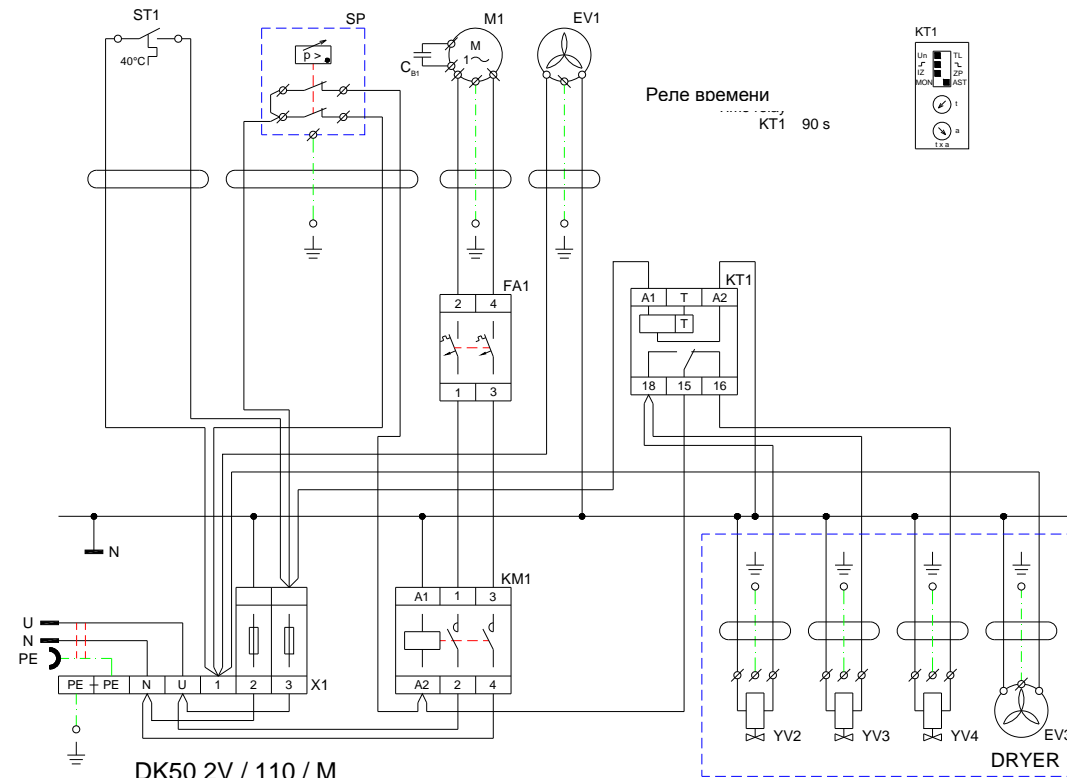 ST1
SP
M1
EV1
KT1
40°C
p >
M
1~
C B1
Un TL
IZ ZP
MON AST
t
a
t x a
Реле времени
KT1 90 s
FA1
2 4
1 3
KT1
A1 T A2
T
18 15 16
N
KM1
A1 1 3
A2 2 4
U
N
PE
PE PE N U 1 2 3 X1
YV2
YV3
YV4
EV3
DRYER
DK50 2V / 110 / M